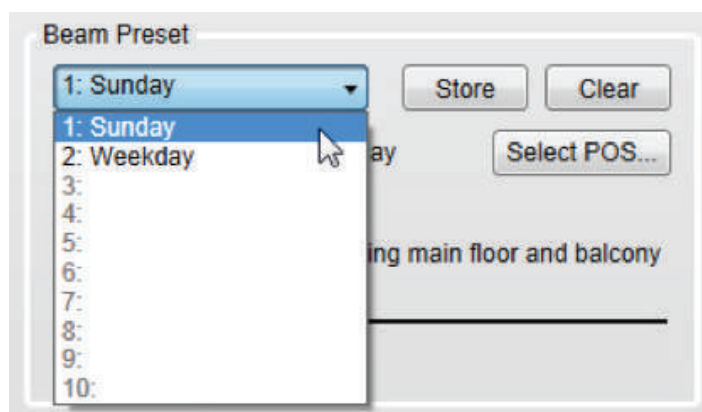 Beam Preset
1: Sunday Store Clear
1: Sunday
2: Weekday ay Select POS...
3:
4:
5: ing main floor and balcony
6:
7:
8:
9:
10: